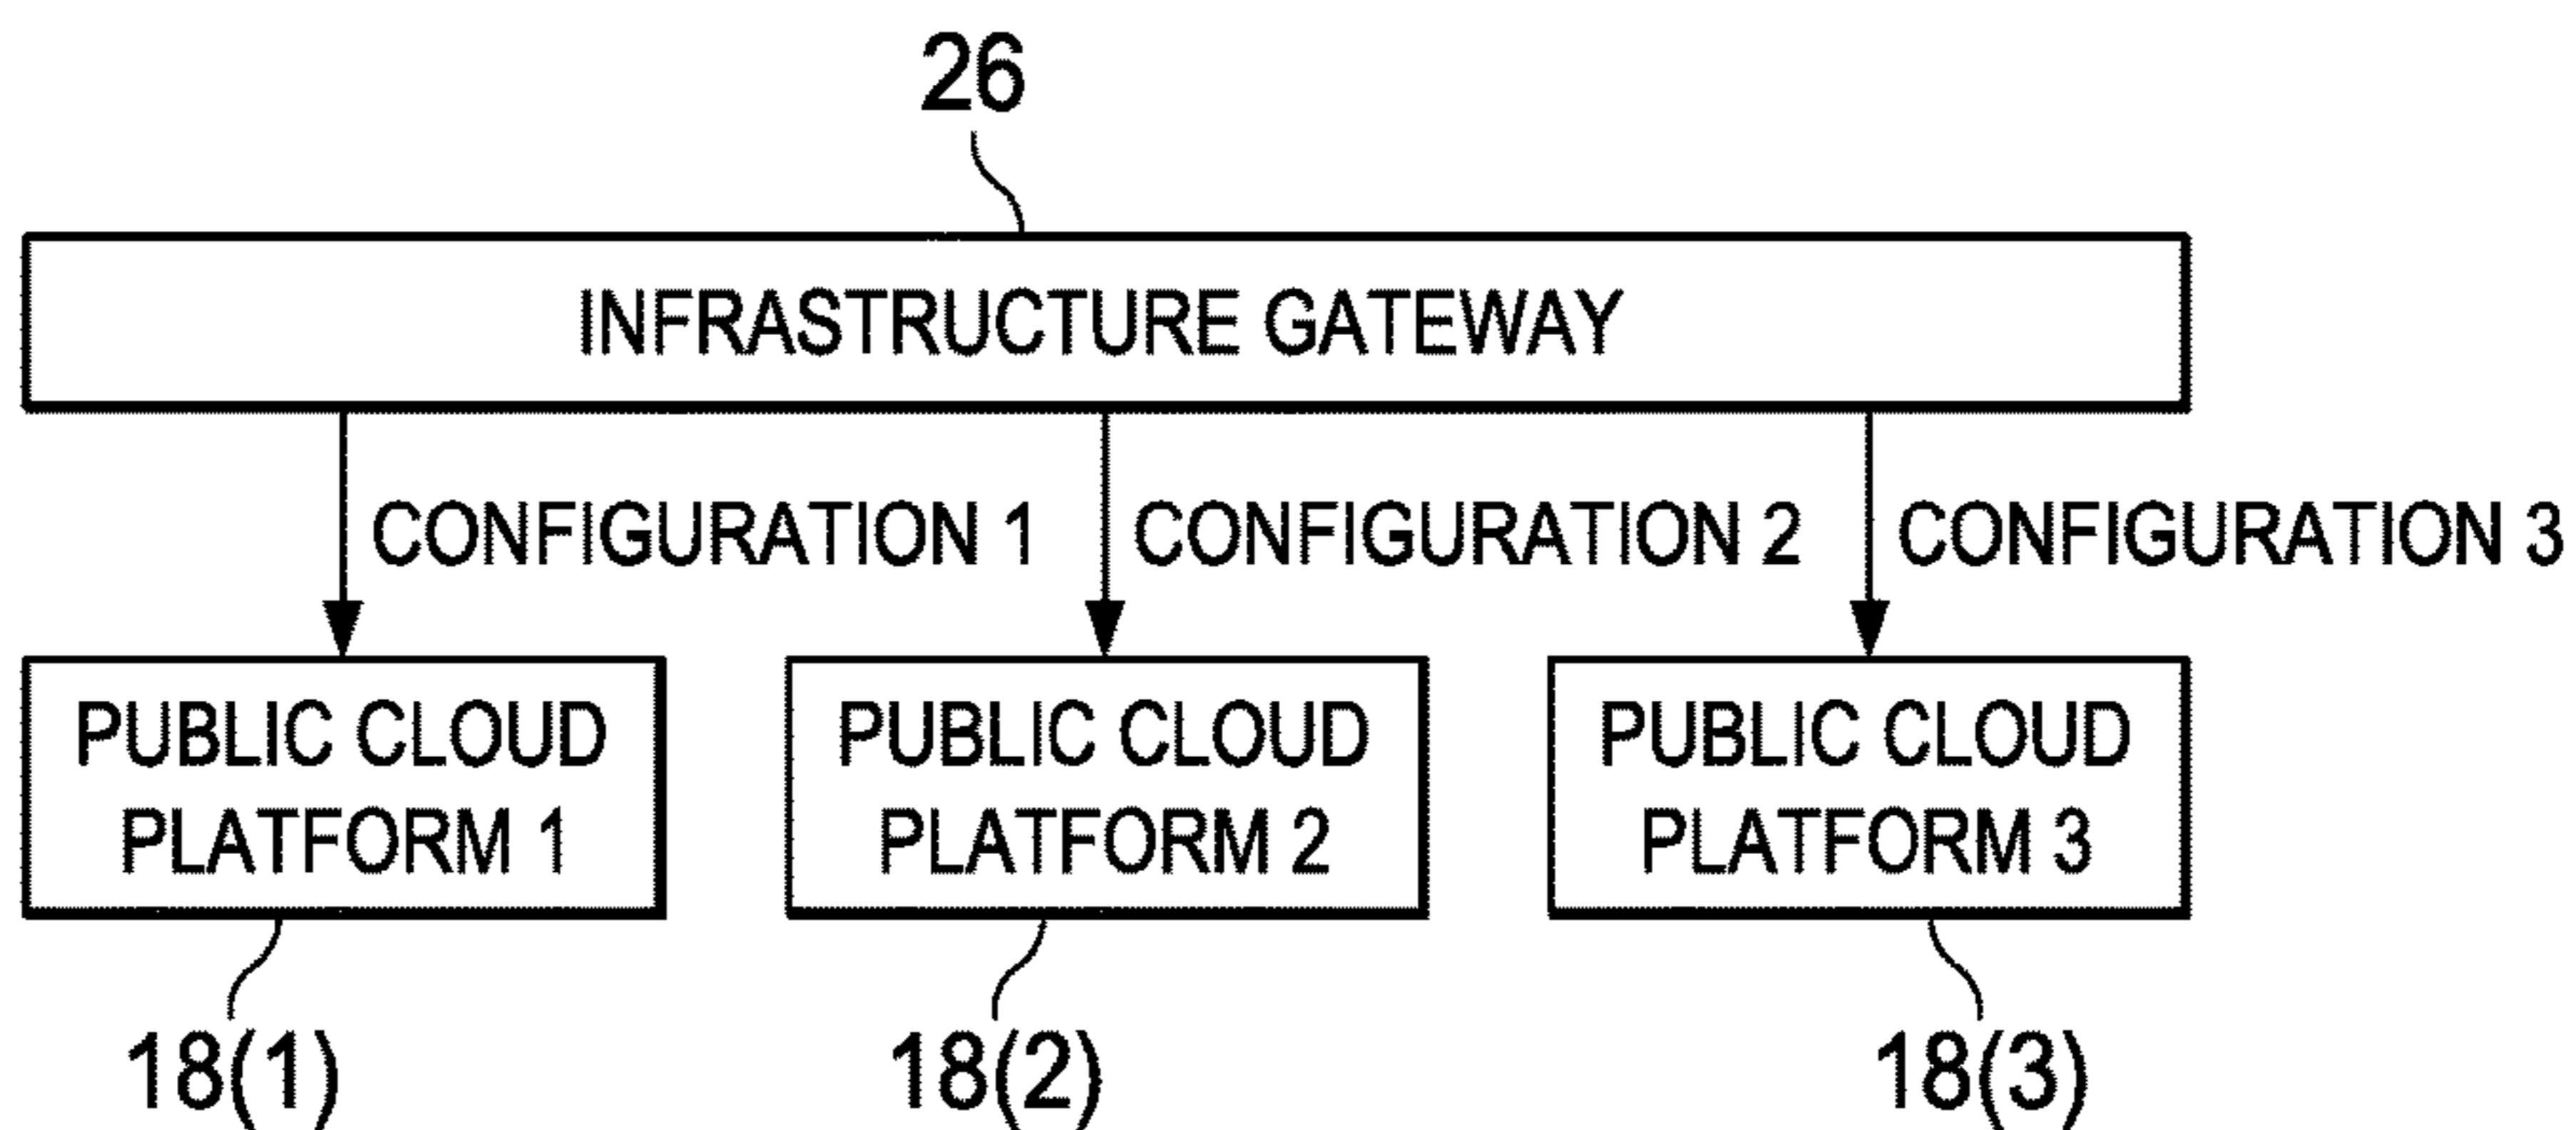 26
INFRASTRUCTURE GATEWAY
CONFIGURATION 1
CONFIGURATION 2
CONFIGURATION 3
PUBLIC CLOUD
PLATFORM 1
PUBLIC CLOUD
PLATFORM 2
PUBLIC CLOUD
PLATFORM 3
18(1)
18(2)
18(3)